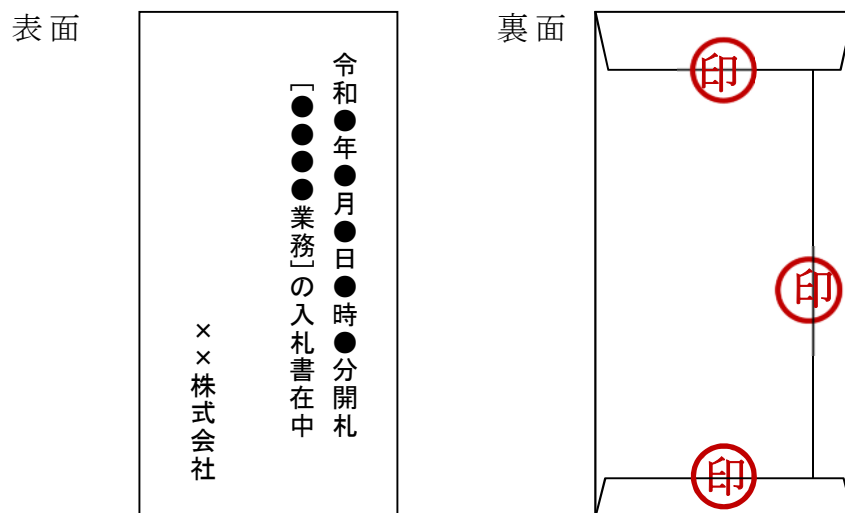 表面
令和●年●月●日●時●分開札
［●●●●業務］の入札書在中
××株式会社
裏面
印
印
印